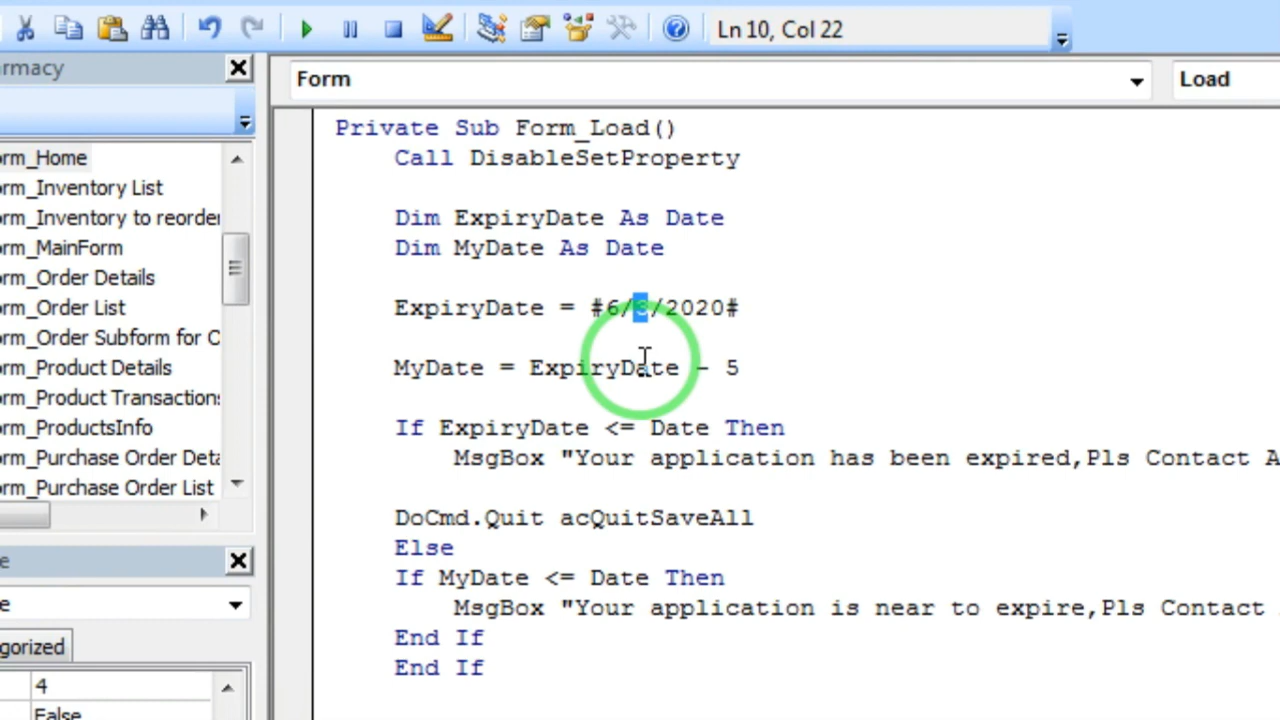 Ln 10, Col 22
armacy
Form
Load
Private Sub Form_Load()
Call DisableSetProperty
Dim ExpiryDate As Date
Dim MyDate As Date
ExpiryDate = #6/8/2020#
MyDate = ExpiryDate - 5
If ExpiryDate <= Date Then
MsgBox "Your application has been expired,Pls Contact A
DoCmd.Quit acQuitSaveAll
Else
If MyDate <= Date Then
MsgBox "Your application is near to expire,Pls Contact
End If
End If
orm_Home
orm_Inventory List
orm_Inventory to reorder
orm_MainForm
orm_Order Details
orm_Order List
orm_Order Subform for C
orm_Product Details
orm_Product Transactions
orm_ProductsInfo
orm_Purchase Order Deta
orm_Purchase Order List
e
e
gorized
4
False